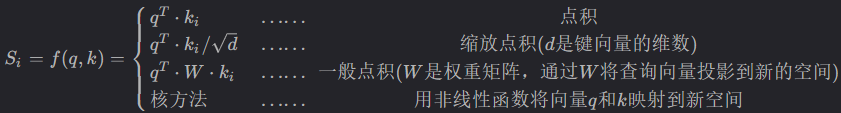 q^T · k_i …… 点积
q^T · k_i/√d …… 缩放点积(d是键向量的维数)
S_i = f(q, k) = { q^T · W · k_i …… 一般点积(W是权重矩阵，通过W将查询向量投影到新的空间)
核方法 …… 用非线性函数将向量q和k映射到新空间